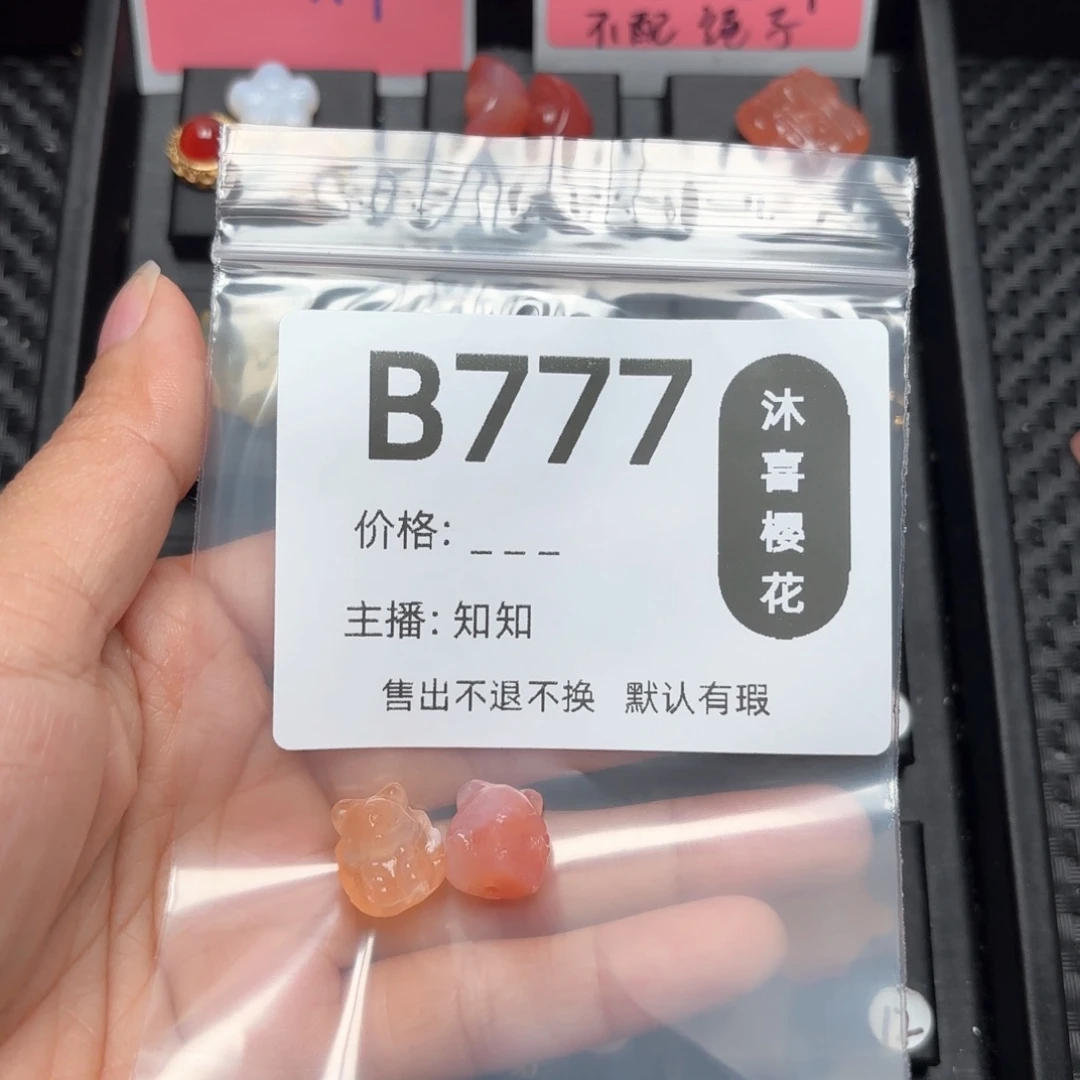 不配绳子
B777
价格: _ _ _
主播: 知知
售出不退不换 默认有瑕
沐喜樱花